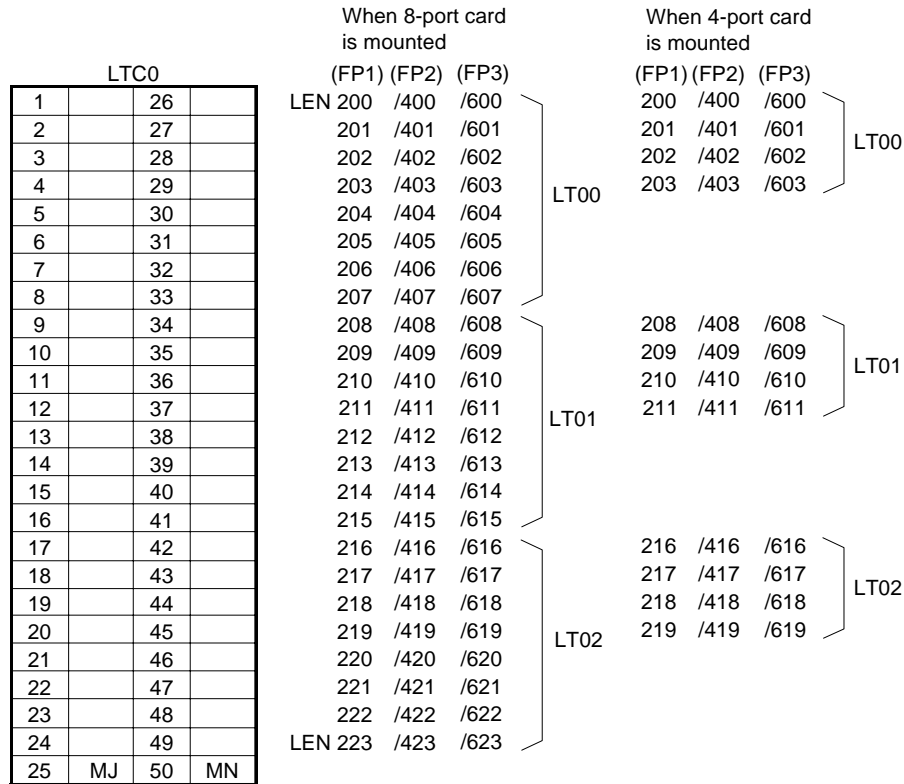 When 8-port card When 4-port card
is mounted is mounted
LTC0 (FP1) (FP2) (FP3) (FP1) (FP2) (FP3)
1 26 LEN 200 /400 /600 200 /400 /600
2 27 201 /401 /601 201 /401 /601 LT00
3 28 202 /402 /602 202 /402 /602
4 29 203 /403 /603 LT00 203 /403 /603
5 30 204 /404 /604
6 31 205 /405 /605
7 32 206 /406 /606
8 33 207 /407 /607
9 34 208 /408 /608 208 /408 /608
10 35 209 /409 /609 209 /409 /609 LT01
11 36 210 /410 /610 210 /410 /610
12 37 211 /411 /611 LT01 211 /411 /611
13 38 212 /412 /612
14 39 213 /413 /613
15 40 214 /414 /614
16 41 215 /415 /615
17 42 216 /416 /616 216 /416 /616
18 43 217 /417 /617 217 /417 /617 LT02
19 44 218 /418 /618 218 /418 /618
20 45 219 /419 /619 LT02 219 /419 /619
21 46 220 /420 /620
22 47 221 /421 /621
23 48 222 /422 /622
24 49 LEN 223 /423 /623
25 MJ 50 MN